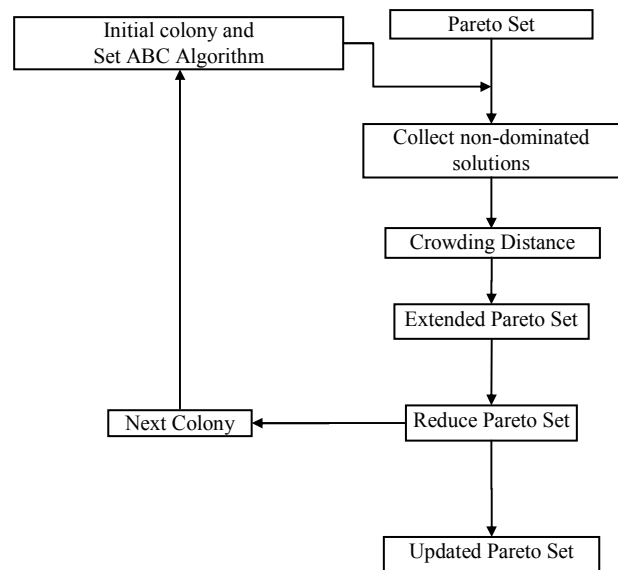 Initial colony and
Set ABC Algorithm
Pareto Set
Collect non-dominated
solutions
Crowding Distance
Extended Pareto Set
Next Colony
Reduce Pareto Set
Updated Pareto Set